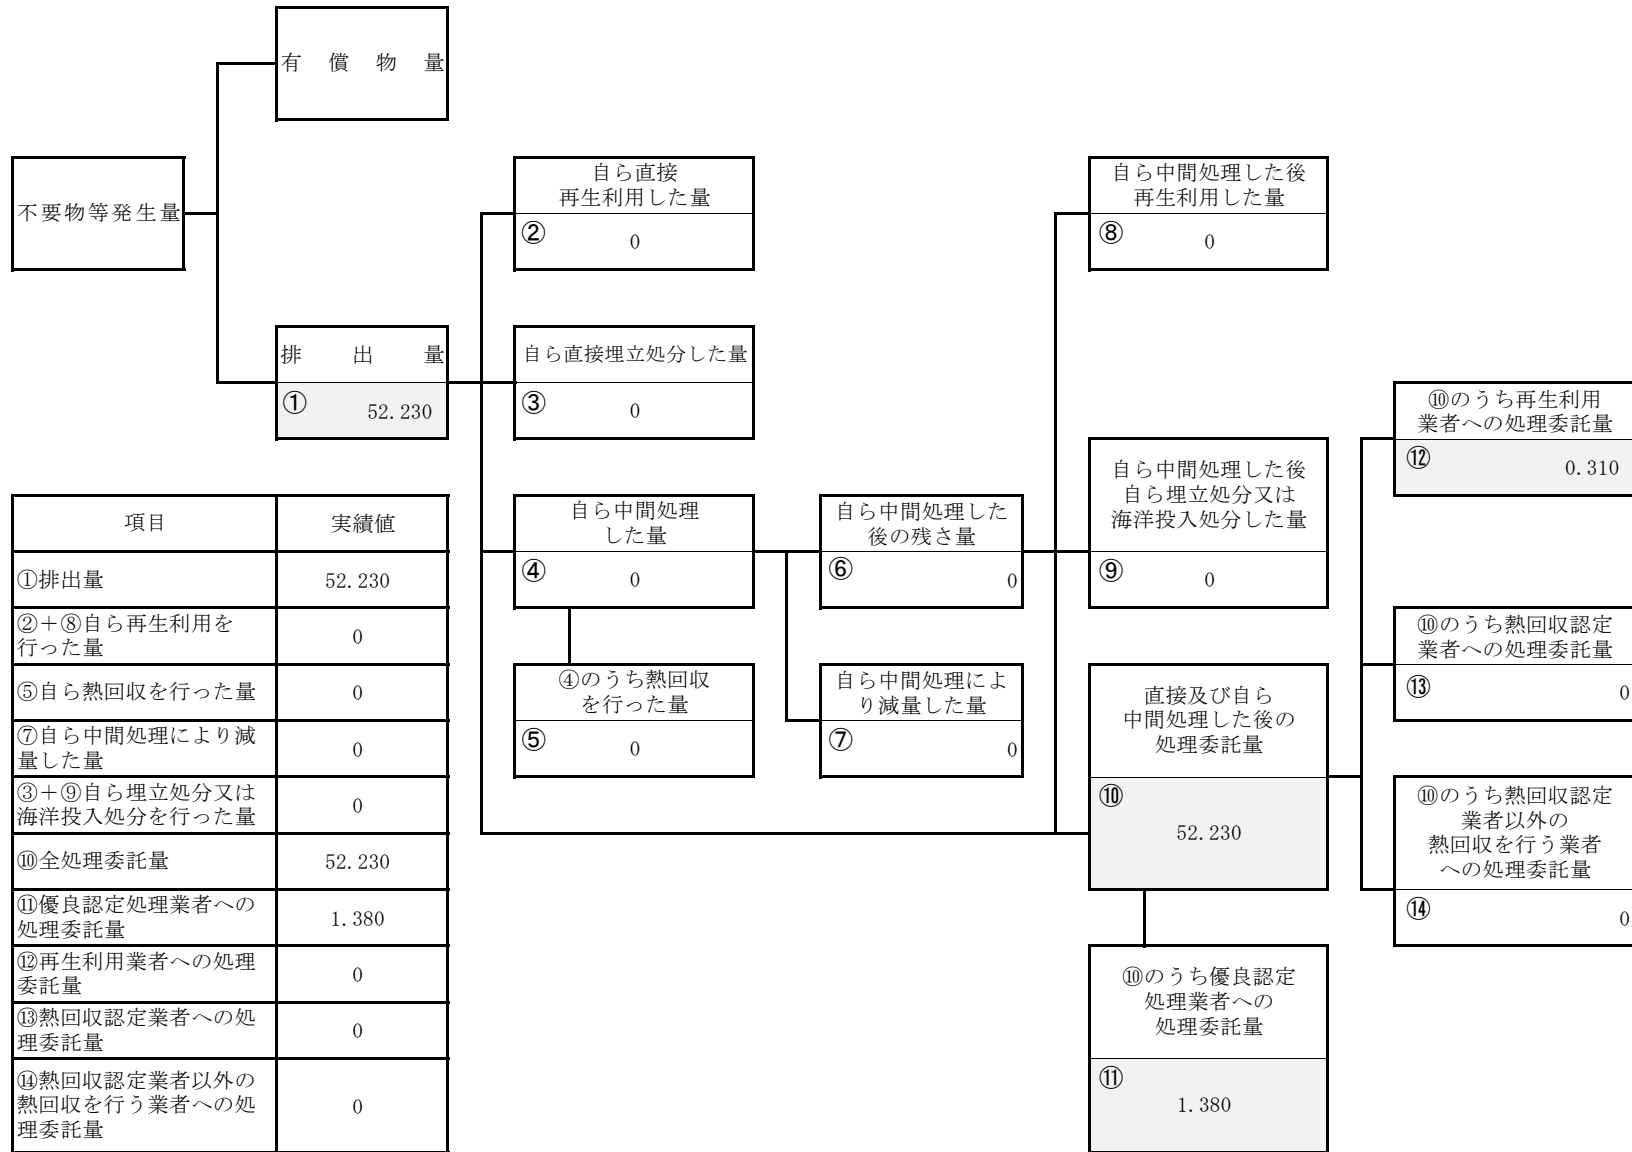 有償物量
不要物等発生量
排出量
① 52.230
自ら直接
再生利用した量
② 0
自ら直接埋立処分した量
③ 0
自ら中間処理
した量
④ 0
④のうち熱回収
を行った量
⑤ 0
自ら中間処理した
後の残さ量
⑥ 0
自ら中間処理によ
り減量した量
⑦ 0
自ら中間処理した後
再生利用した量
⑧ 0
自ら中間処理した後
自ら埋立処分又は
海洋投入処分した量
⑨ 0
直接及び自ら
中間処理した後の
処理委託量
⑩
52.230
⑩のうち優良認定
処理業者への
処理委託量
⑪
1.380
⑩のうち再生利用
業者への処理委託量
⑫ 0.310
⑩のうち熱回収認定
業者への処理委託量
⑬ 0
⑩のうち熱回収認定
業者以外の
熱回収を行う業者
への処理委託量
⑭ 0
項目 実績値
①排出量 52.230
②+⑧自ら再生利用を
行った量 0
⑤自ら熱回収を行った量 0
⑦自ら中間処理により減
量した量 0
③+⑨自ら埋立処分又は
海洋投入処分を行った量 0
⑩全処理委託量 52.230
⑪優良認定処理業者への
処理委託量 1.380
⑫再生利用業者への処理
委託量 0
⑬熱回収認定業者への処
理委託量 0
⑭熱回収認定業者以外の
熱回収を行う業者への処
理委託量 0